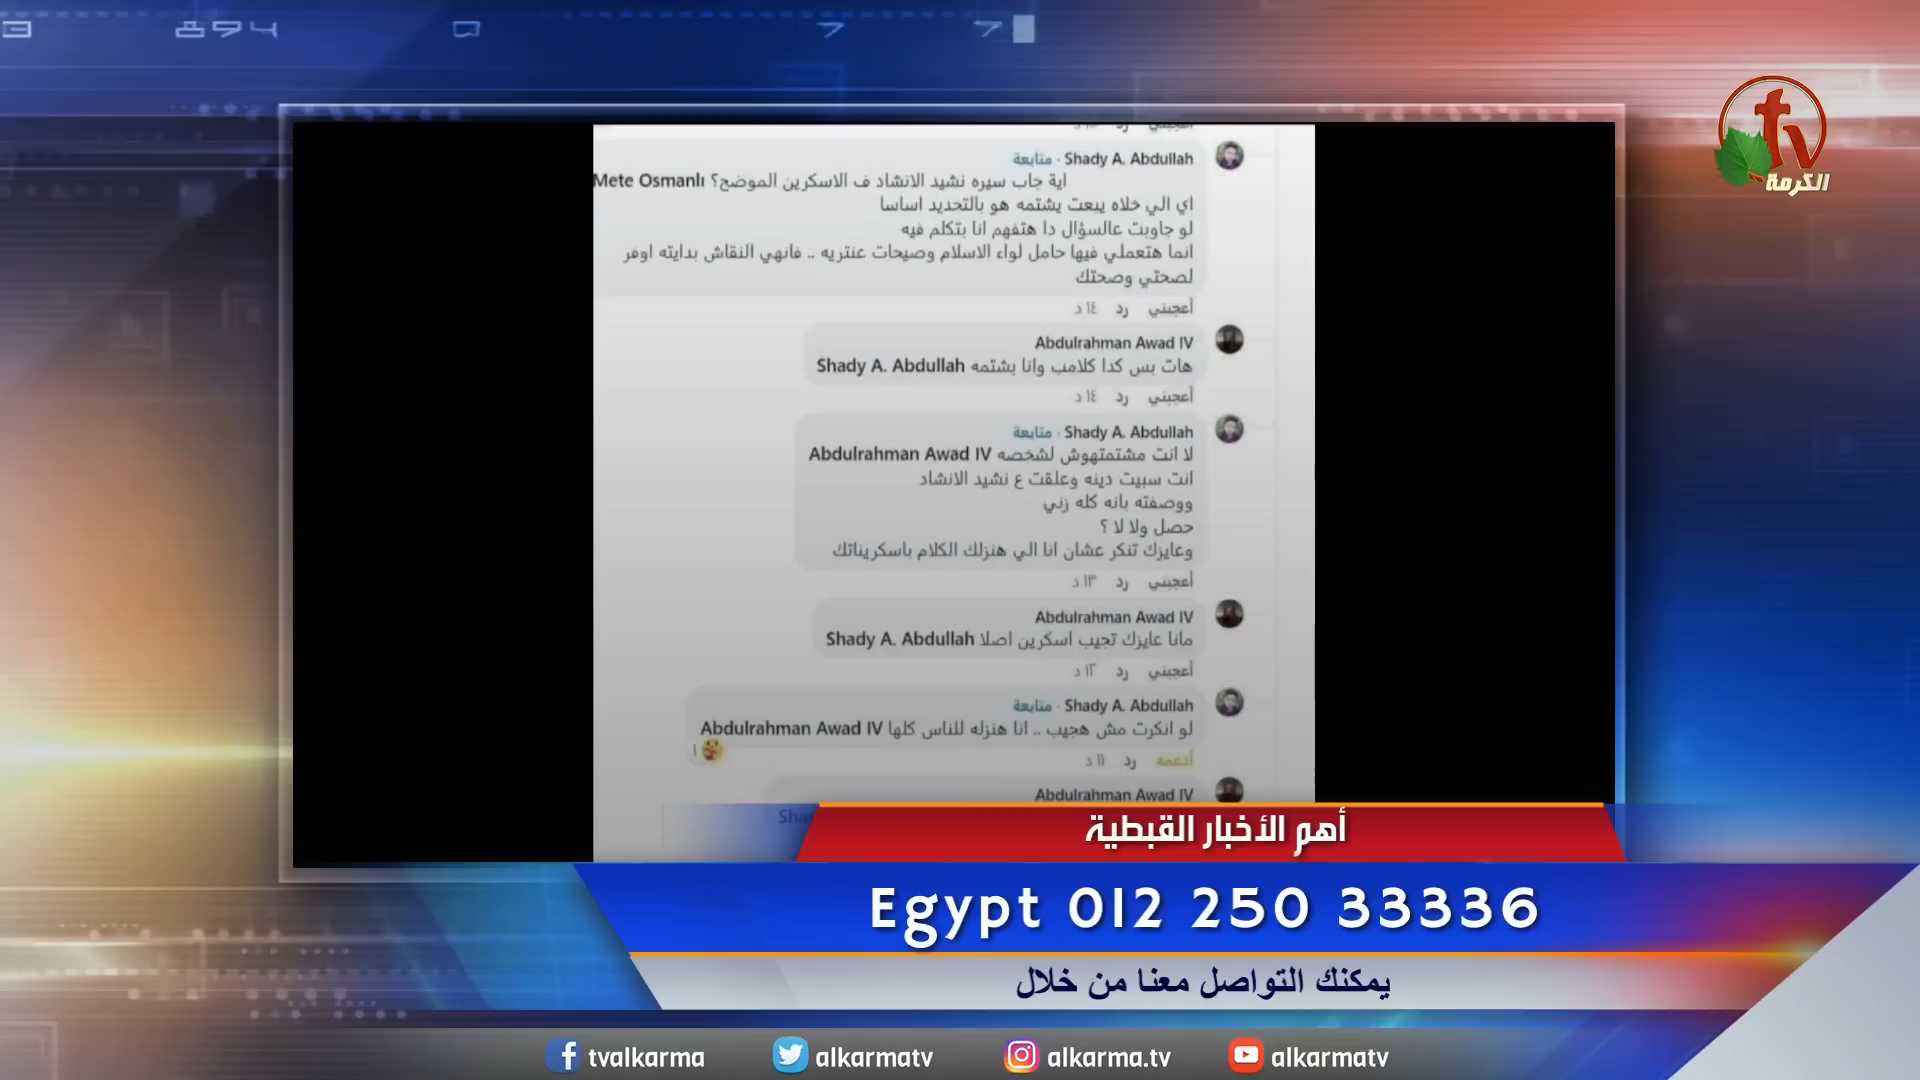 tv
الكرمة
أعجبني رد
Shady A. Abdullah · متابعة
Mete Osmanlı اية جاب سيره نشيد الانشاد ف الاسكرين الموضح؟
اي الي خلاه يبعت يشتمه هو بالتحديد اساسا
لو جاوبت عالسؤال دا هتفهم انا بتكلم فيه
انما هتعملي فيها حامل لواء الاسلام وصيحات عنتريه .. فانهي النقاش بدايته اوفر
لصحتي وصحتك
أعجبني رد ١٤ د
Abdulrahman Awad IV
Shady A. Abdullah هات بس كدا كلامب وانا بشتمه
أعجبني رد ١٤ د
Shady A. Abdullah · متابعة
Abdulrahman Awad IV لا انت مشتمتهوش لشخصه
انت سبيت دينه وعلقت ع نشيد الانشاد
ووصفته بانه كله زني
حصل ولا لا ؟
وعايزك تنكر عشان انا الي هنزلك الكلام باسكريناتك
أعجبني رد ١٣ د
Abdulrahman Awad IV
Shady A. Abdullah مانا عايزك تجيب اسكرين اصلا
أعجبني رد ١٢ د
Shady A. Abdullah · متابعة
Abdulrahman Awad IV لو انكرت مش هجيب .. انا هنزله للناس كلها
١
أدعمه رد ١١ د
Abdulrahman Awad IV
أهم الأخبار القبطية
Egypt 012 250 33336
يمكنك التواصل معنا من خلال
tvalkarma alkarmatv alkarma.tv alkarmatv